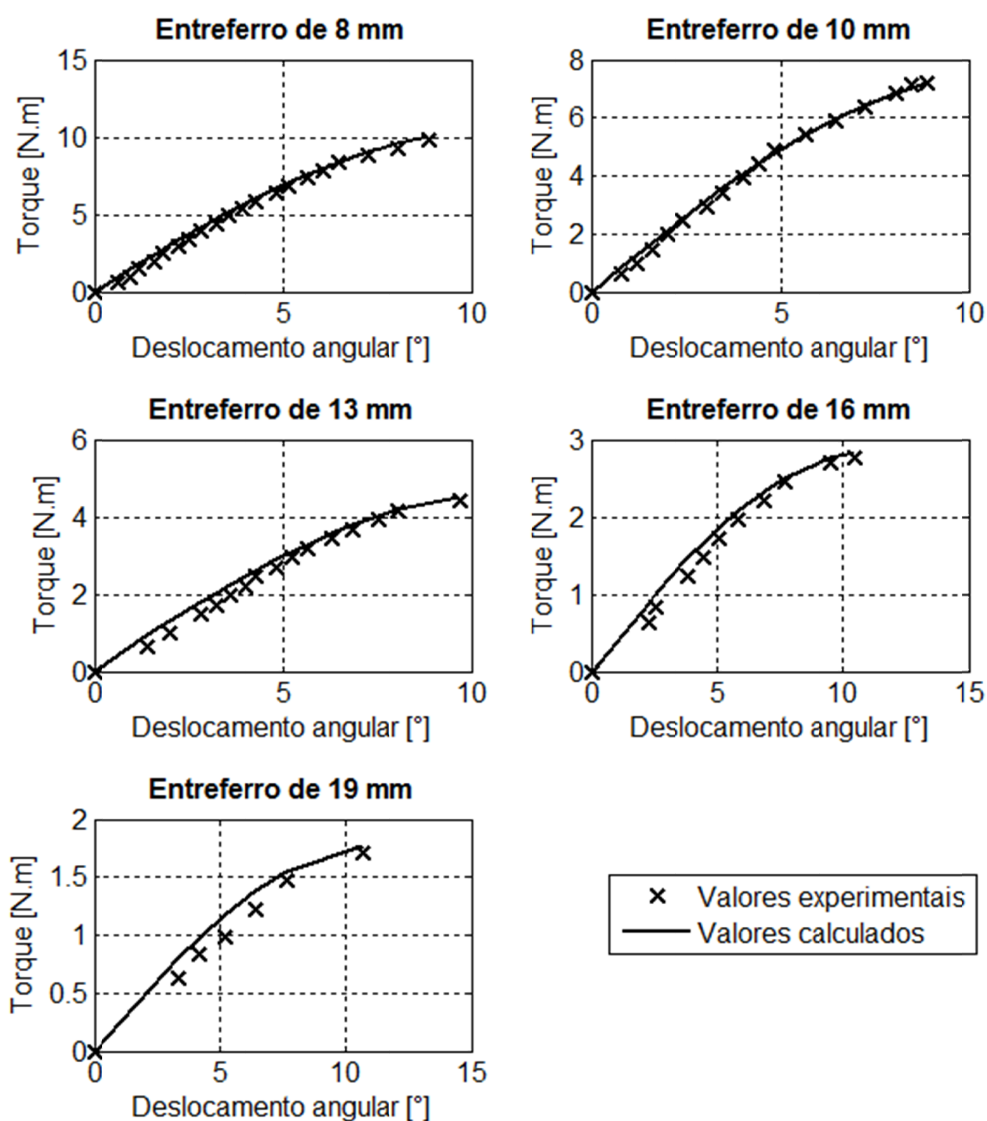 Entreferro de 8 mm
15
10
5
0
Torque [N.m]
0 5 10
Deslocamento angular [°]
Entreferro de 10 mm
8
6
4
2
0
Torque [N.m]
0 5 10
Deslocamento angular [°]
Entreferro de 13 mm
6
4
2
0
Torque [N.m]
0 5 10
Deslocamento angular [°]
Entreferro de 16 mm
3
2
1
0
Torque [N.m]
0 5 10 15
Deslocamento angular [°]
Entreferro de 19 mm
2
1.5
1
0.5
0
Torque [N.m]
0 5 10 15
Deslocamento angular [°]
Valores experimentais
Valores calculados